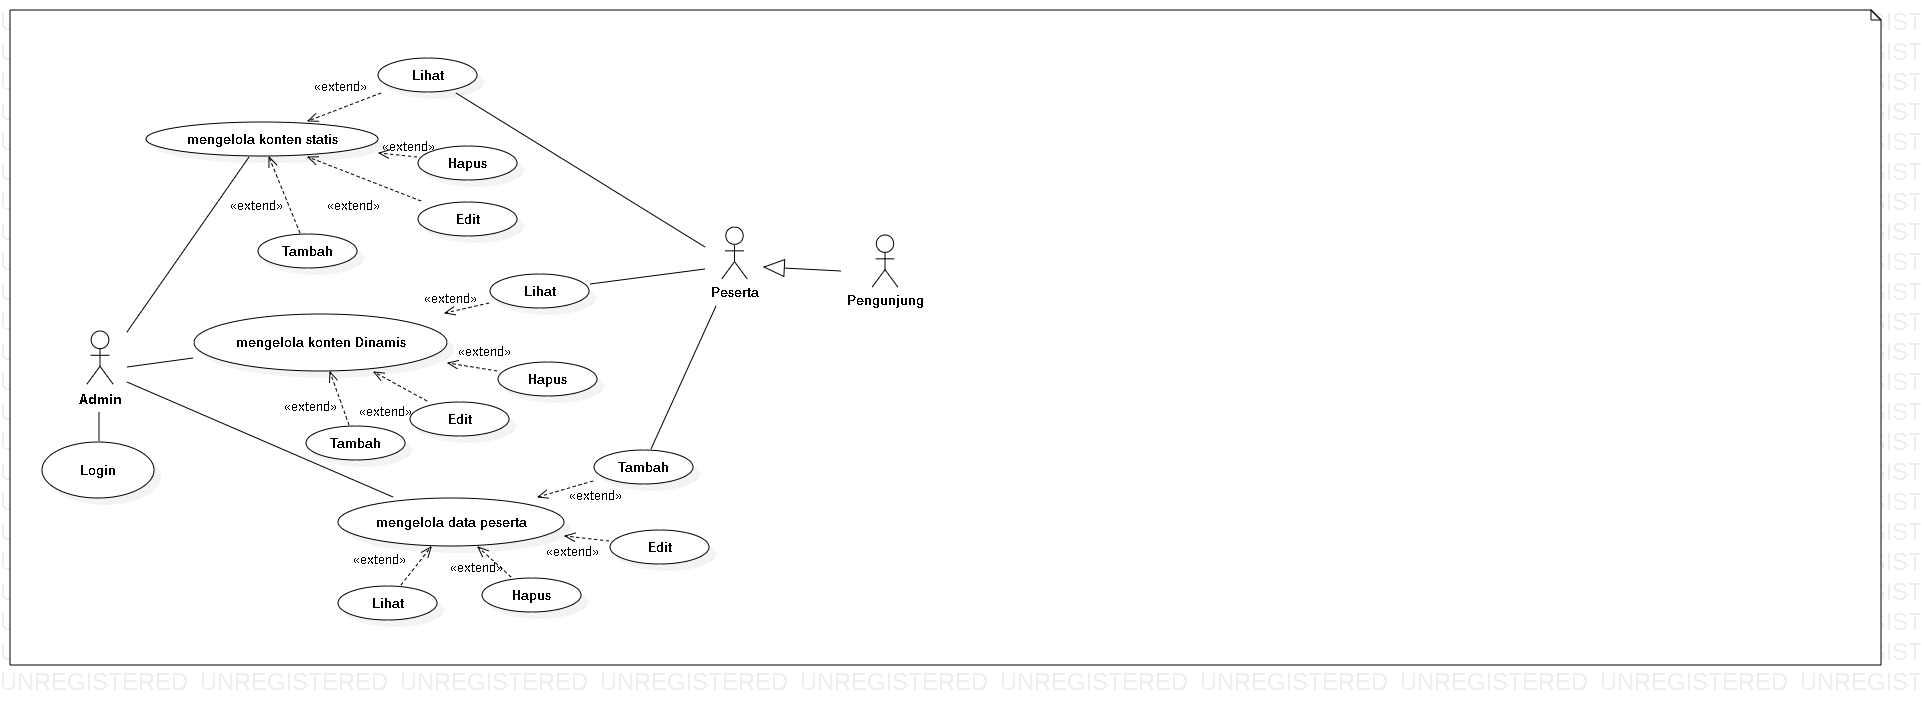 Lihat
«extend»
mengelola konten statis
«extend»
Hapus
«extend»
«extend»
Edit
Tambah
Peserta
Pengunjung
Lihat
«extend»
mengelola konten Dinamis
«extend»
Hapus
Admin
«extend»
«extend»
Edit
Tambah
Login
Tambah
«extend»
mengelola data peserta
Edit
«extend»
«extend»
«extend»
Lihat
Hapus
UNREGISTERED UNREGISTERED UNREGISTERED UNREGISTERED UNREGISTERED UNREGISTERED UNREGISTERED UNREGISTERED UNREGISTERED UNREGIST